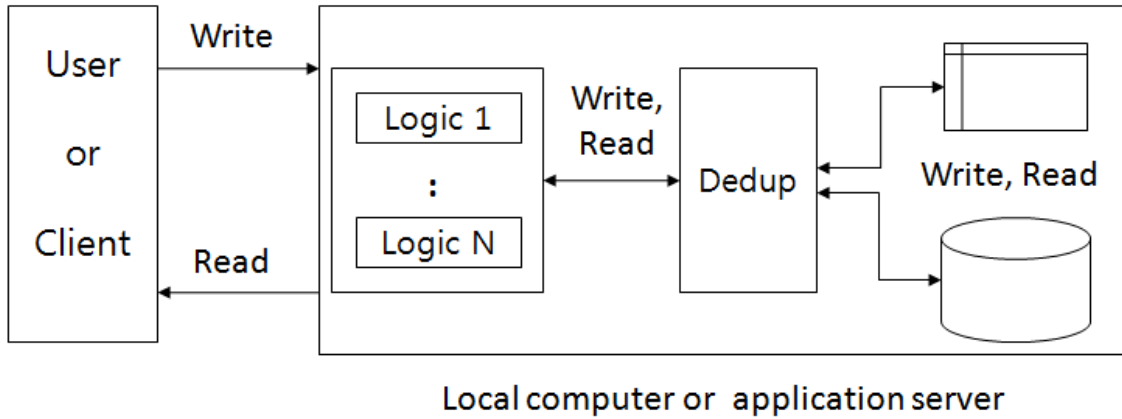 User
or
Client
Write
Read
Logic 1
:
Logic N
Write,
Read
Dedup
Write, Read
Local computer or application server